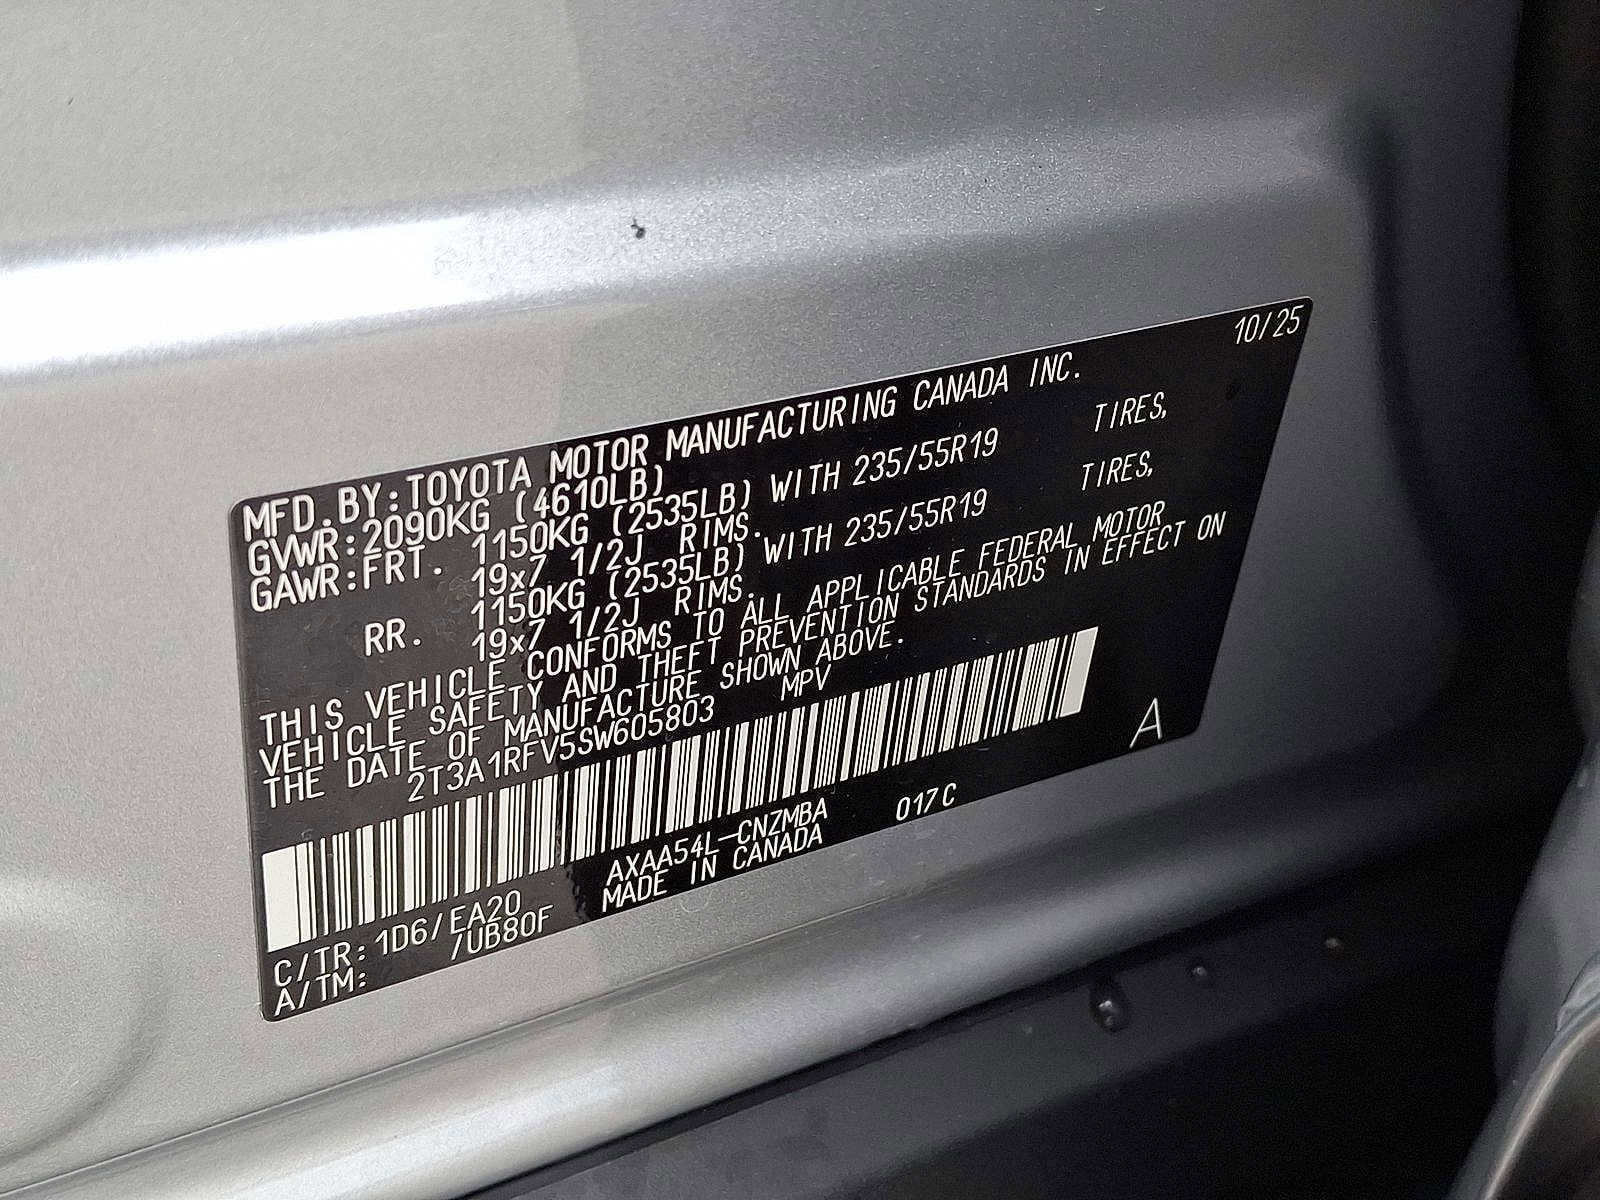 10/25
MFD.BY:TOYOTA MOTOR MANUFACTURING CANADA INC.
GVWR:2090KG (4610LB)
GAWR:FRT. 1150KG (2535LB) WITH 235/55R19 TIRES,
19x7 1/2J RIMS.
RR. 1150KG (2535LB) WITH 235/55R19 TIRES,
19x7 1/2J RIMS.
THIS VEHICLE CONFORMS TO ALL APPLICABLE FEDERAL MOTOR
VEHICLE SAFETY AND THEFT PREVENTION STANDARDS IN EFFECT ON
THE DATE OF MANUFACTURE SHOWN ABOVE.
2T3A1RFV5SW605803 MPV
A
C/TR:1D6/EA20 AXAA54L-CNZMBA 017C
A/TM: /UB80F MADE IN CANADA